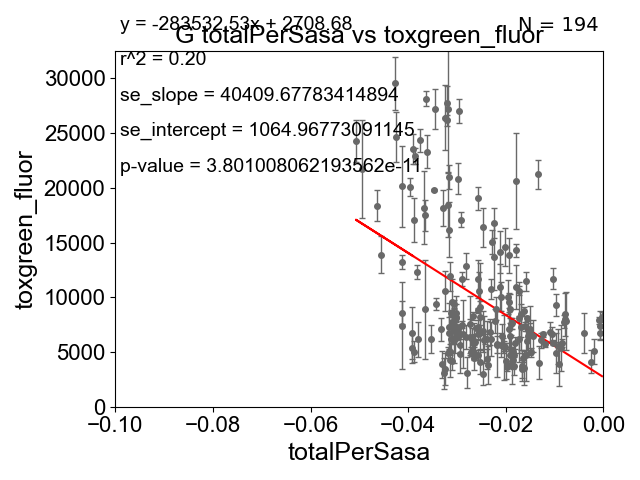 y = -283532.53x + 2708.68
N = 194
G totalPerSasa vs toxgreen_fluor
r^2 = 0.20
se_slope = 40409.67783414894
se_intercept = 1064.96773091145
p-value = 3.801008062193562e-11
30000
25000
20000
15000
10000
5000
0
toxgreen_fluor
−0.10 −0.08 −0.06 −0.04 −0.02 0.00
totalPerSasa